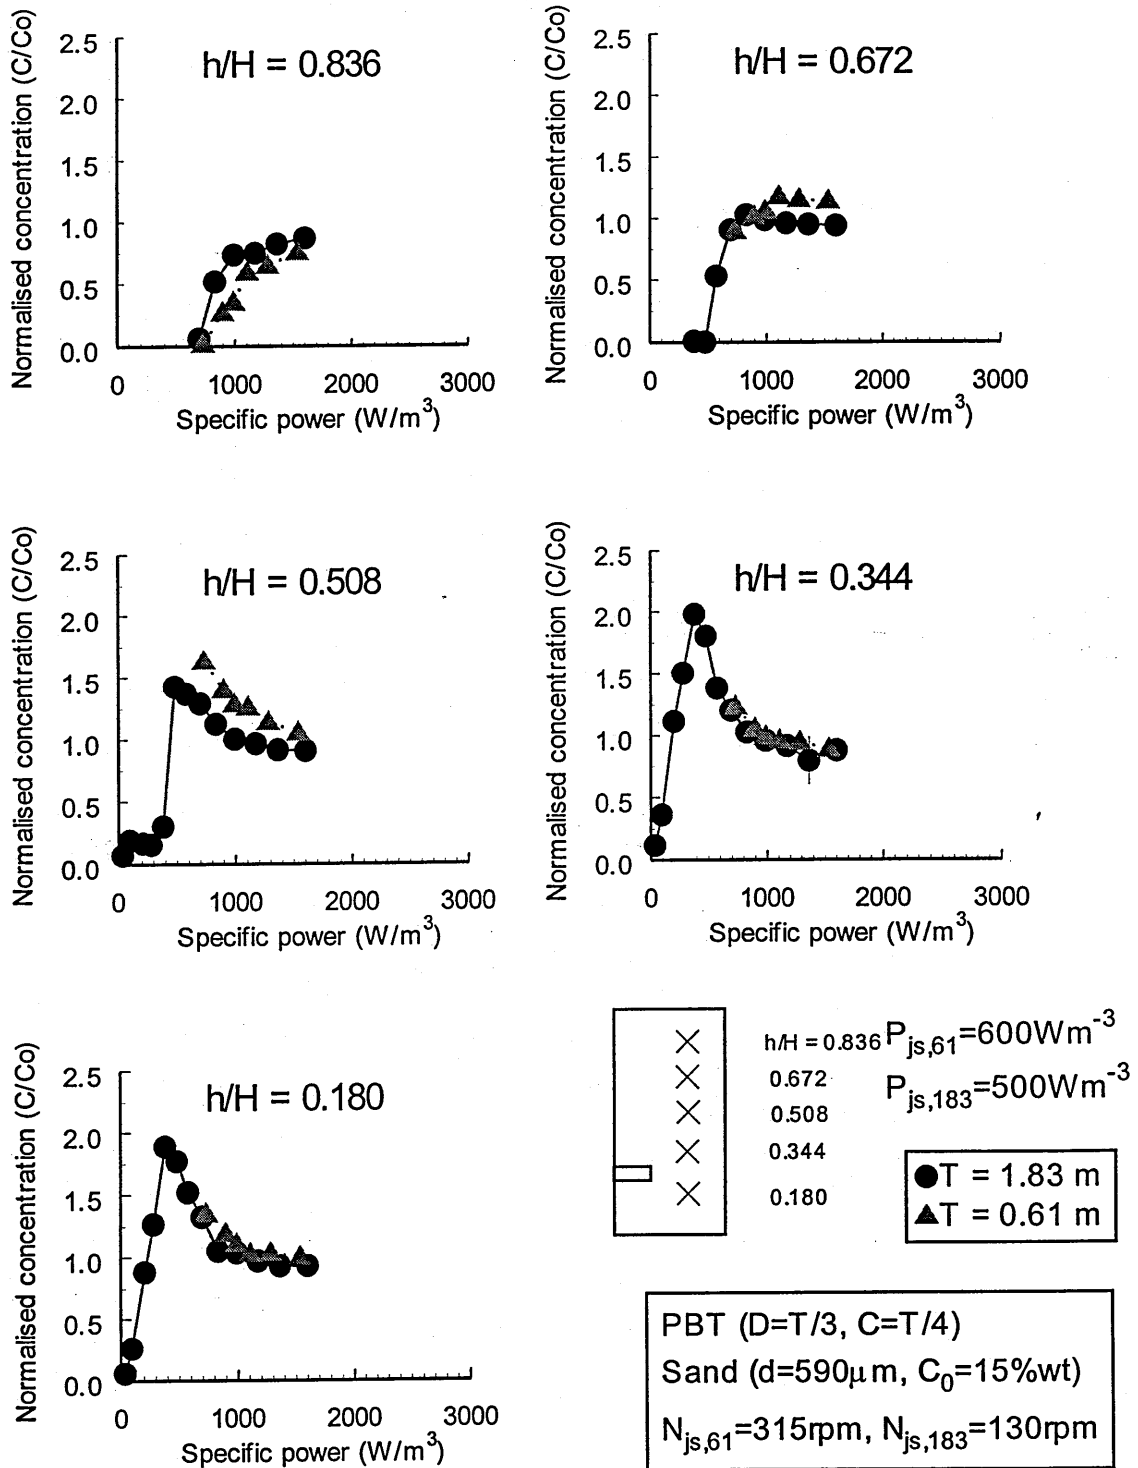 h/H = 0.836
Normalised concentration (C/Co)
2.5
2.0
1.5
1.0
0.5
0.0
0 1000 2000 3000
Specific power (W/m³)
h/H = 0.672
Normalised concentration (C/Co)
2.5
2.0
1.5
1.0
0.5
0.0
0 1000 2000 3000
Specific power (W/m³)
h/H = 0.508
Normalised concentration (C/Co)
2.5
2.0
1.5
1.0
0.5
0.0
0 1000 2000 3000
Specific power (W/m³)
h/H = 0.344
Normalised concentration (C/Co)
2.5
2.0
1.5
1.0
0.5
0.0
0 1000 2000 3000
Specific power (W/m³)
h/H = 0.180
Normalised concentration (C/Co)
2.5
2.0
1.5
1.0
0.5
0.0
0 1000 2000 3000
Specific power (W/m³)
h/H = 0.836
0.672
0.508
0.344
0.180
Pjs,61=600Wm-3
Pjs,183=500Wm-3
T = 1.83 m
T = 0.61 m
PBT (D=T/3, C=T/4)
Sand (d=590μm, C0=15%wt)
Njs,61=315rpm, Njs,183=130rpm